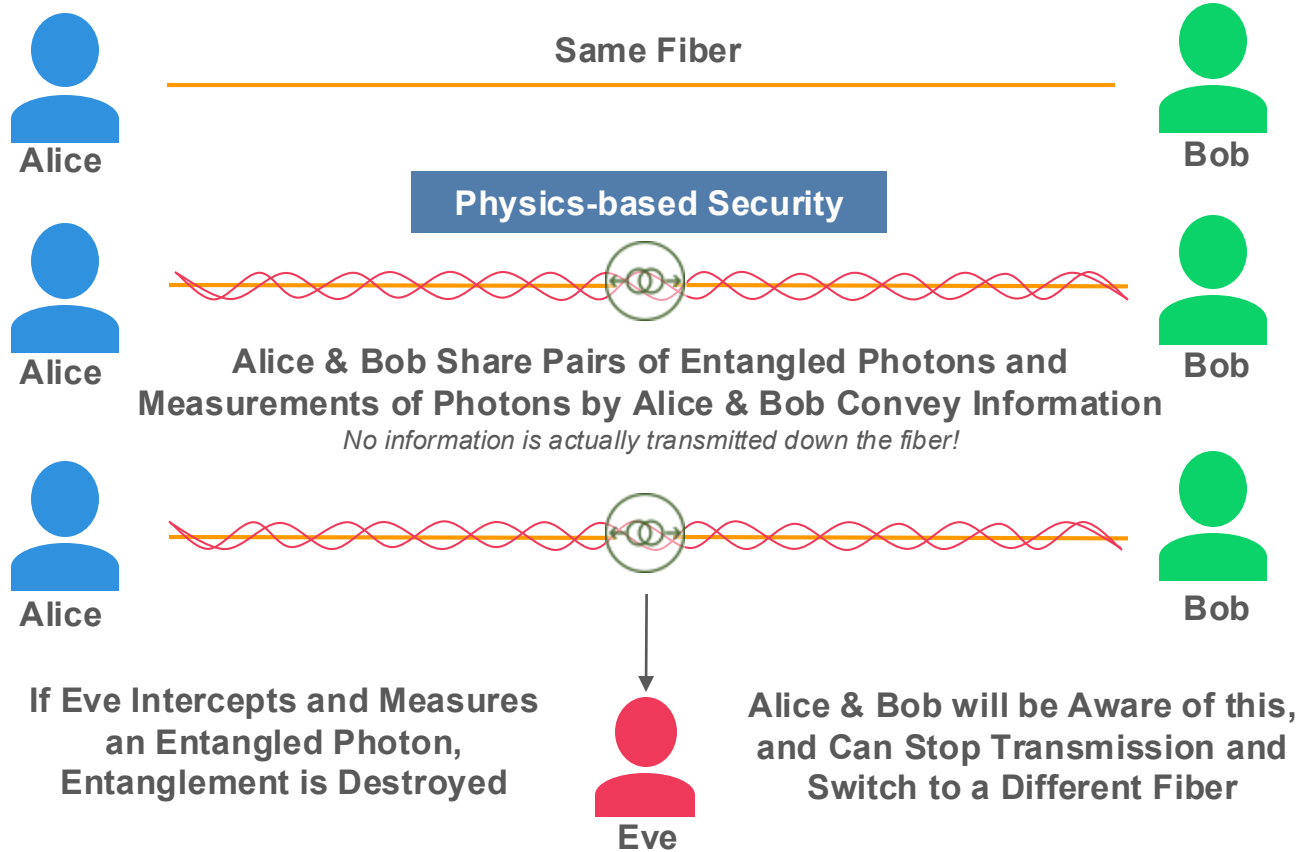 Same Fiber
Alice
Bob
Physics-based Security
Alice
Bob
Alice & Bob Share Pairs of Entangled Photons and
Measurements of Photons by Alice & Bob Convey Information
No information is actually transmitted down the fiber!
Alice
Bob
If Eve Intercepts and Measures
an Entangled Photon,
Entanglement is Destroyed
Alice & Bob will be Aware of this,
and Can Stop Transmission and
Switch to a Different Fiber
Eve